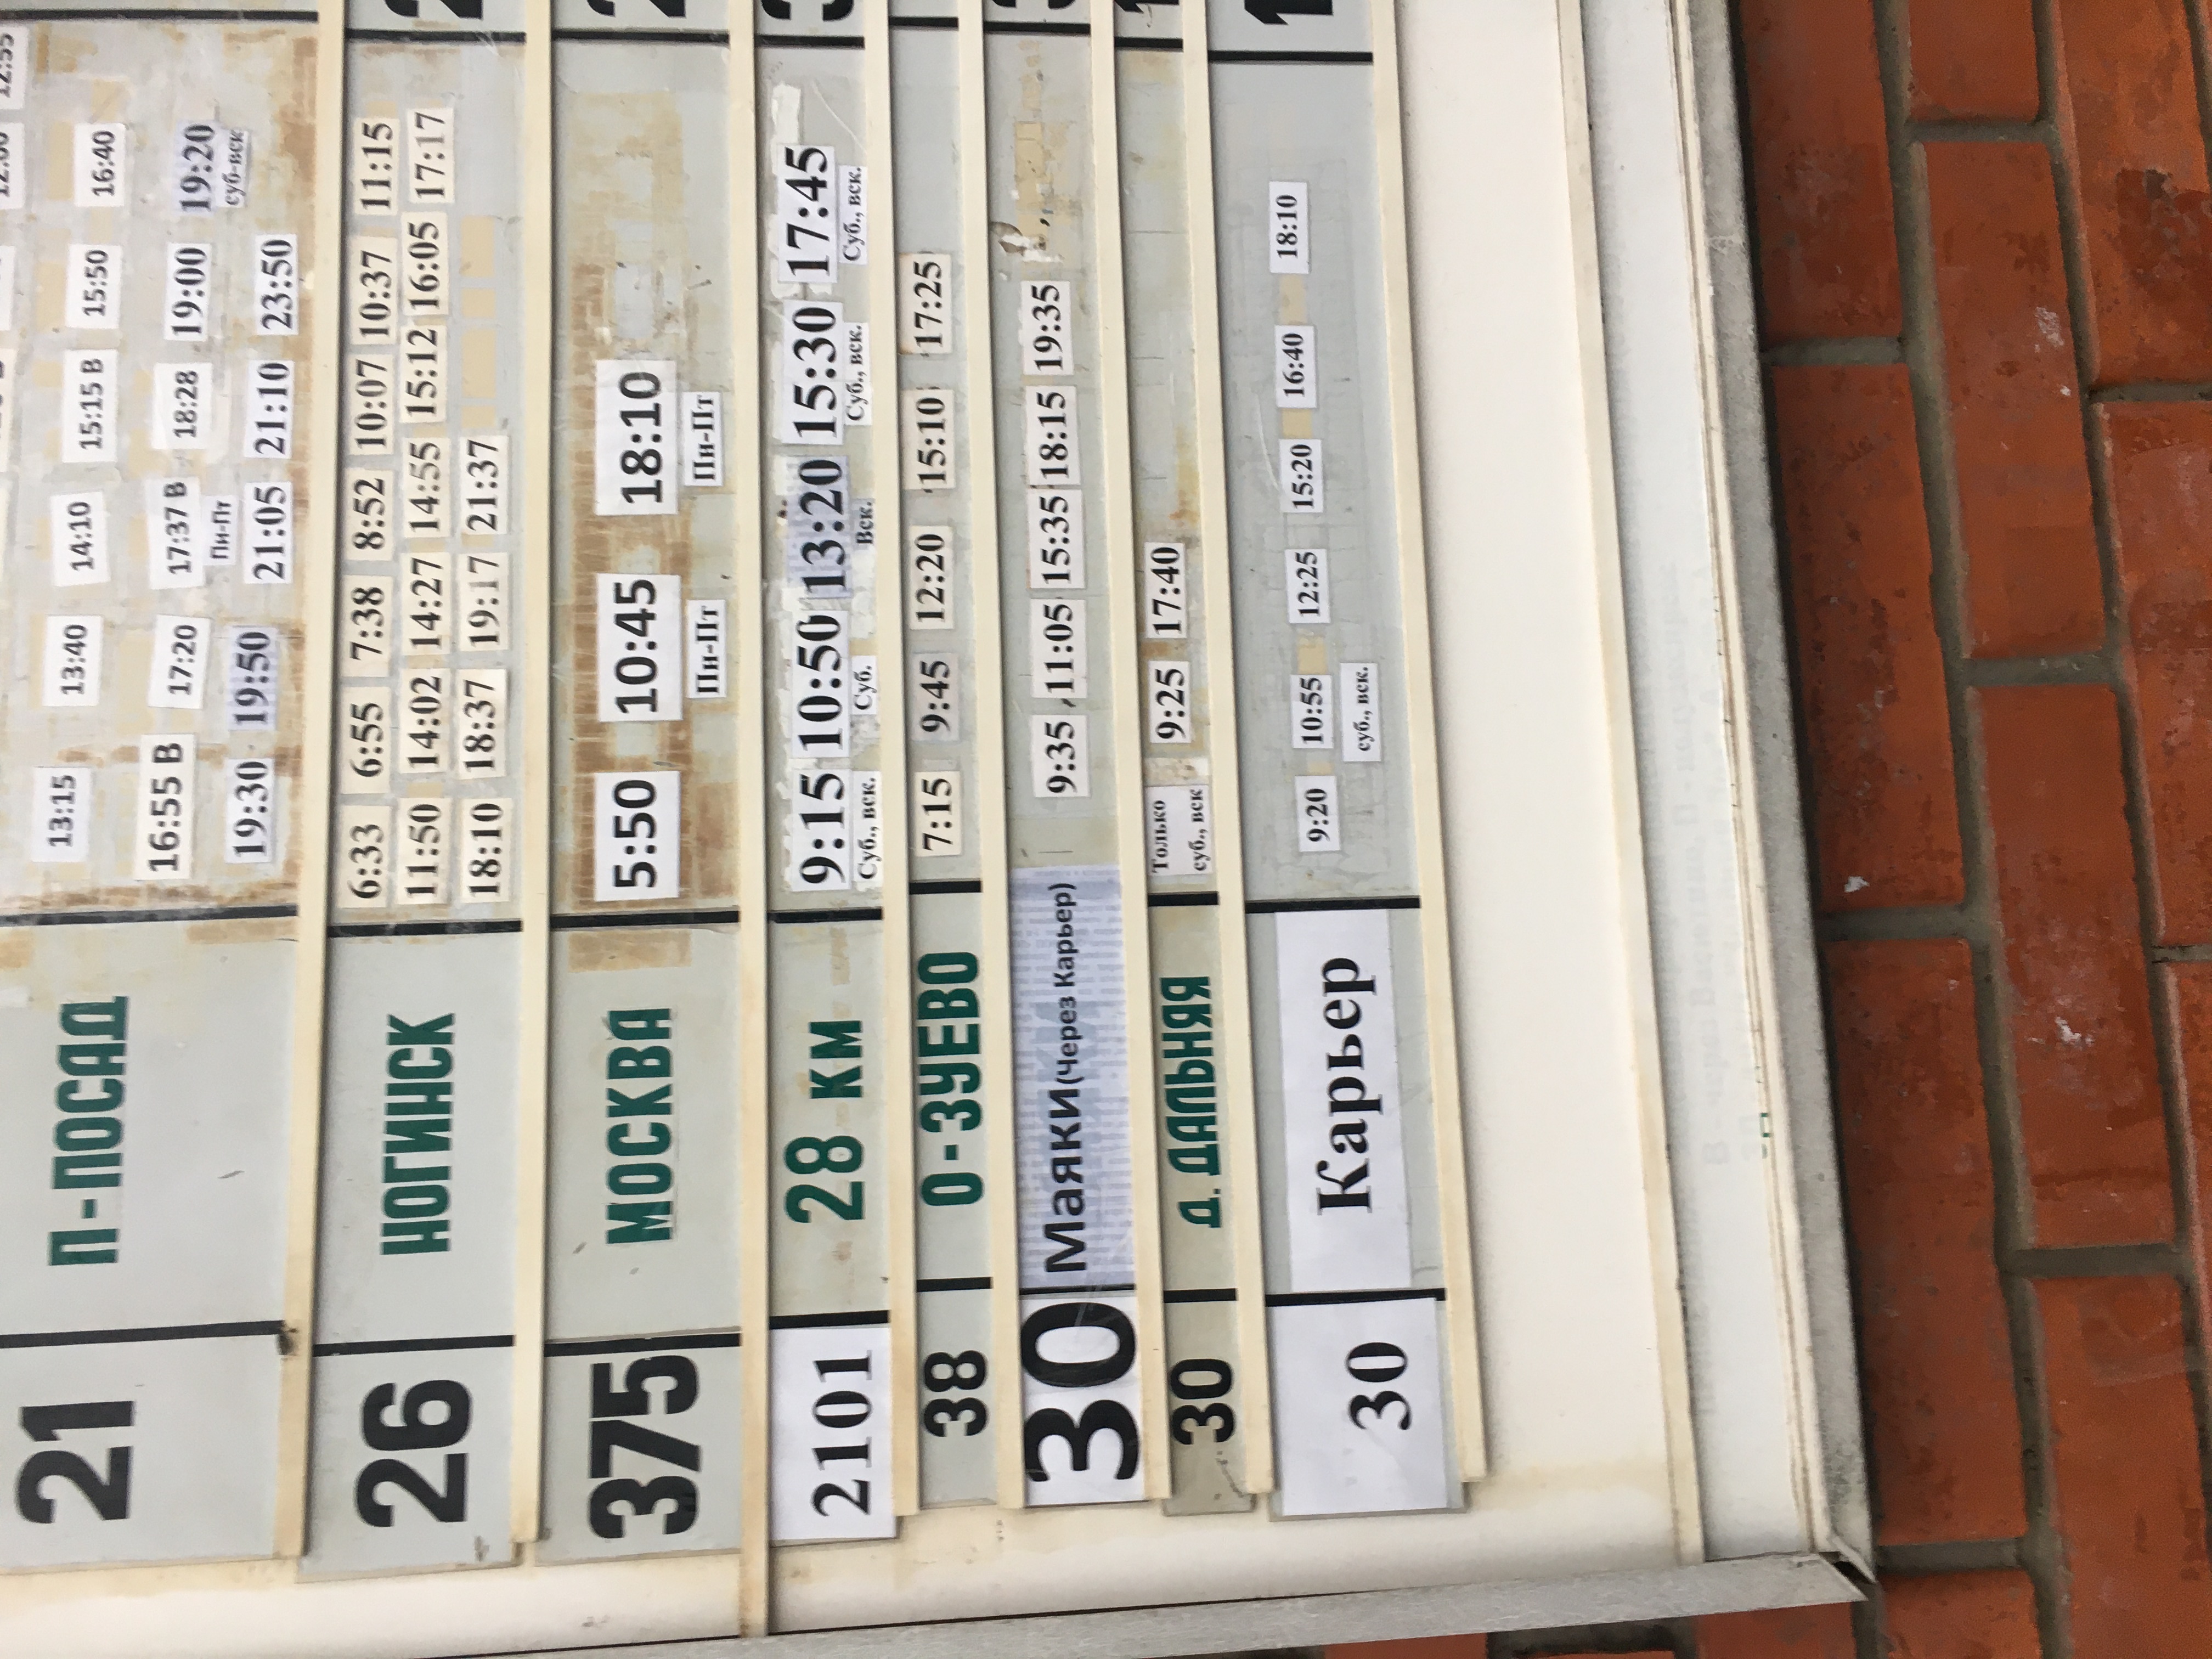 12:55
21 П-ПОСАД 13:15 13:40 14:10 15:15 В 15:50 16:40
16:55 В 17:20 17:37 В 18:28 19:00 19:20
Пн-Пт суб-вск
19:30 19:50 21:05 21:10 23:50
26 НОГИНСК 6:33 6:55 7:38 8:52 10:07 10:37 11:15
11:50 14:02 14:27 14:55 15:12 16:05 17:17
18:10 18:37 19:17 21:37
375 МОСКВА 5:50 10:45 18:10
Пн-Пт Пн-Пт
2101 28 КМ 9:15 10:50 13:20 15:30 17:45
Суб., вск. Суб. Вск. Суб., вск. Суб., вск.
38 О-ЗУЕВО 7:15 9:45 12:20 15:10 17:25
30 Маяки(Через Карьер) 9:35, 11:05 15:35 18:15 19:35
30 Д. ДАЛЬНЯЯ Только 9:25 17:40
суб., вск
30 Карьер 9:20 10:55 12:25 15:20 16:40 18:10
суб., вск.